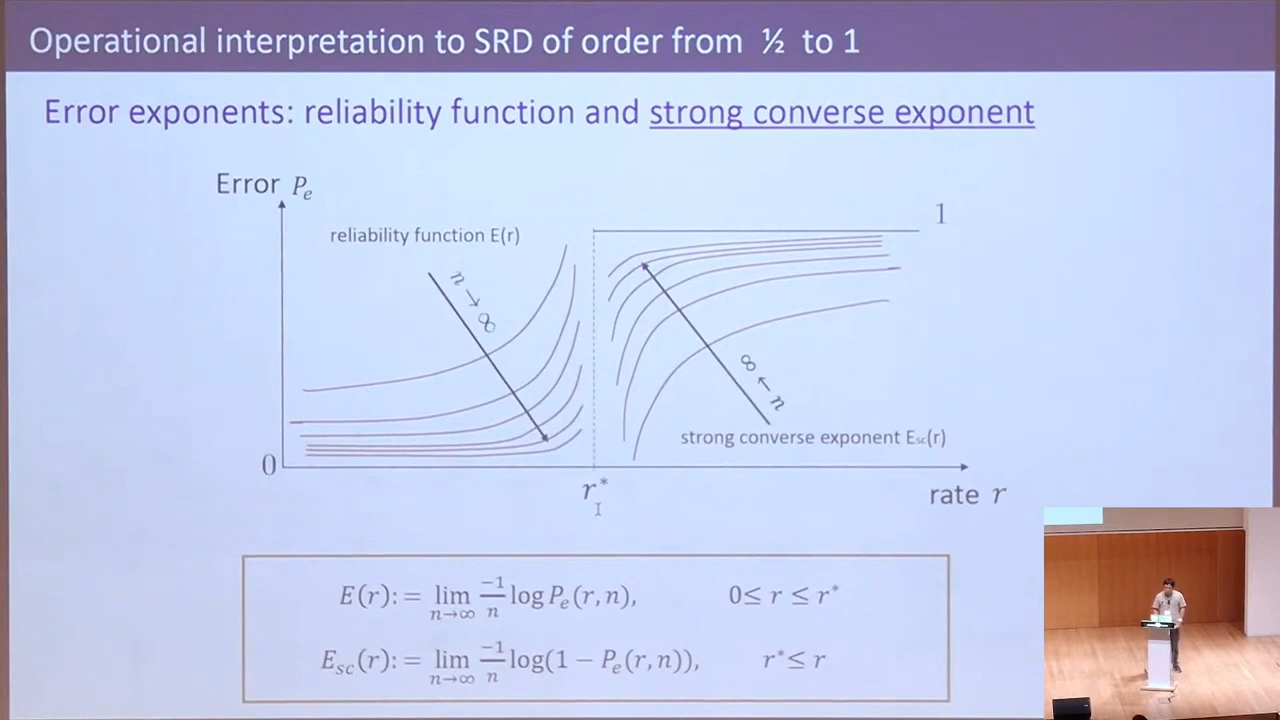 Operational interpretation to SRD of order from ½ to 1
Error exponents: reliability function and strong converse exponent
Error Pₑ
1
reliability function E(r)
n → ∞
∞ ← n
strong converse exponent Esc(r)
0
r*
rate r
E(r): = lim n→∞ −1/n log Pₑ(r, n), 0≤ r ≤ r*
Esc(r): = lim n→∞ −1/n log(1 − Pₑ(r, n)), r*≤ r